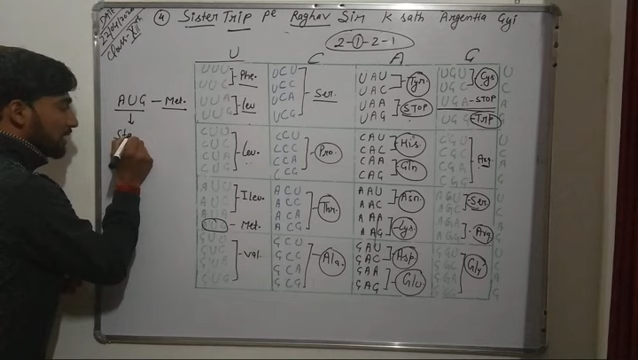 ④ Sister Trip pe Raghav Sir K sath Argentia Gyi
2-①-2-1
U C A G
AUG - Met.
↓
UUU UCU UAU UGU U
UUC - Phe. UCC UAC - Tyr UGC - Cys C
UUA UCA - Ser. UAA UGA - STOP A
UUG - Leu UCG UAG - STOP UGG - Trp G
CUU CCU CAU CGU U
CUC CCC CAC - His. CGC C
CUA - Leu. CCA - Pro. CAA CGA - Arg. A
CUG CCG CAG - Gln CGG G
AUU ACU AAU AGU U
AUC - Ileu. ACC AAC - Asn. AGC - Ser C
AUA ACA - Thr. AAA AGA A
- Met. ACG AAG - Lys AGG - Arg G
GUU GCU GAU GGU U
GUC - Val. GCC GAC - Asp GGC - Gly C
GUA GCA - Ala. GAA GGA A
GUG GCG GAG - Glu GGG G